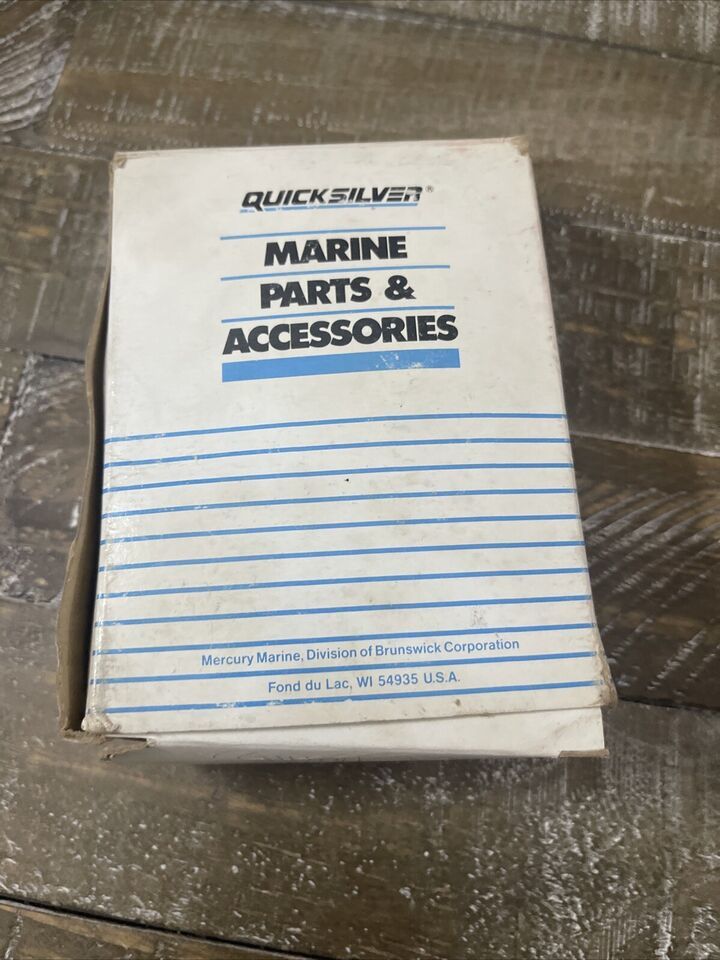 QUICKSILVER®
MARINE
PARTS &
ACCESSORIES
Mercury Marine, Division of Brunswick Corporation
Fond du Lac, WI 54935 U.S.A.